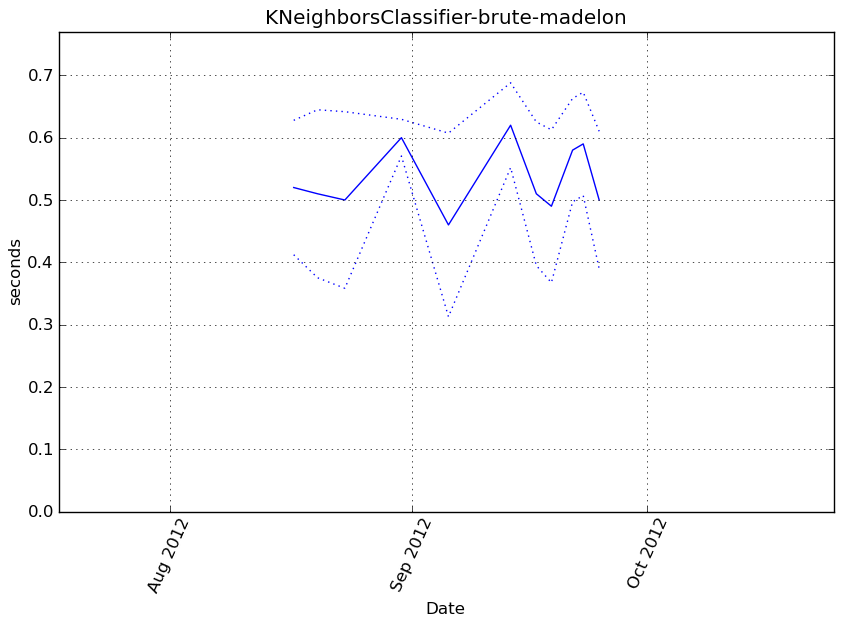 KNeighborsClassifier-brute-madelon
0.7
0.6
0.5
0.4
0.3
0.2
0.1
0.0
seconds
Aug 2012
Sep 2012
Oct 2012
Date